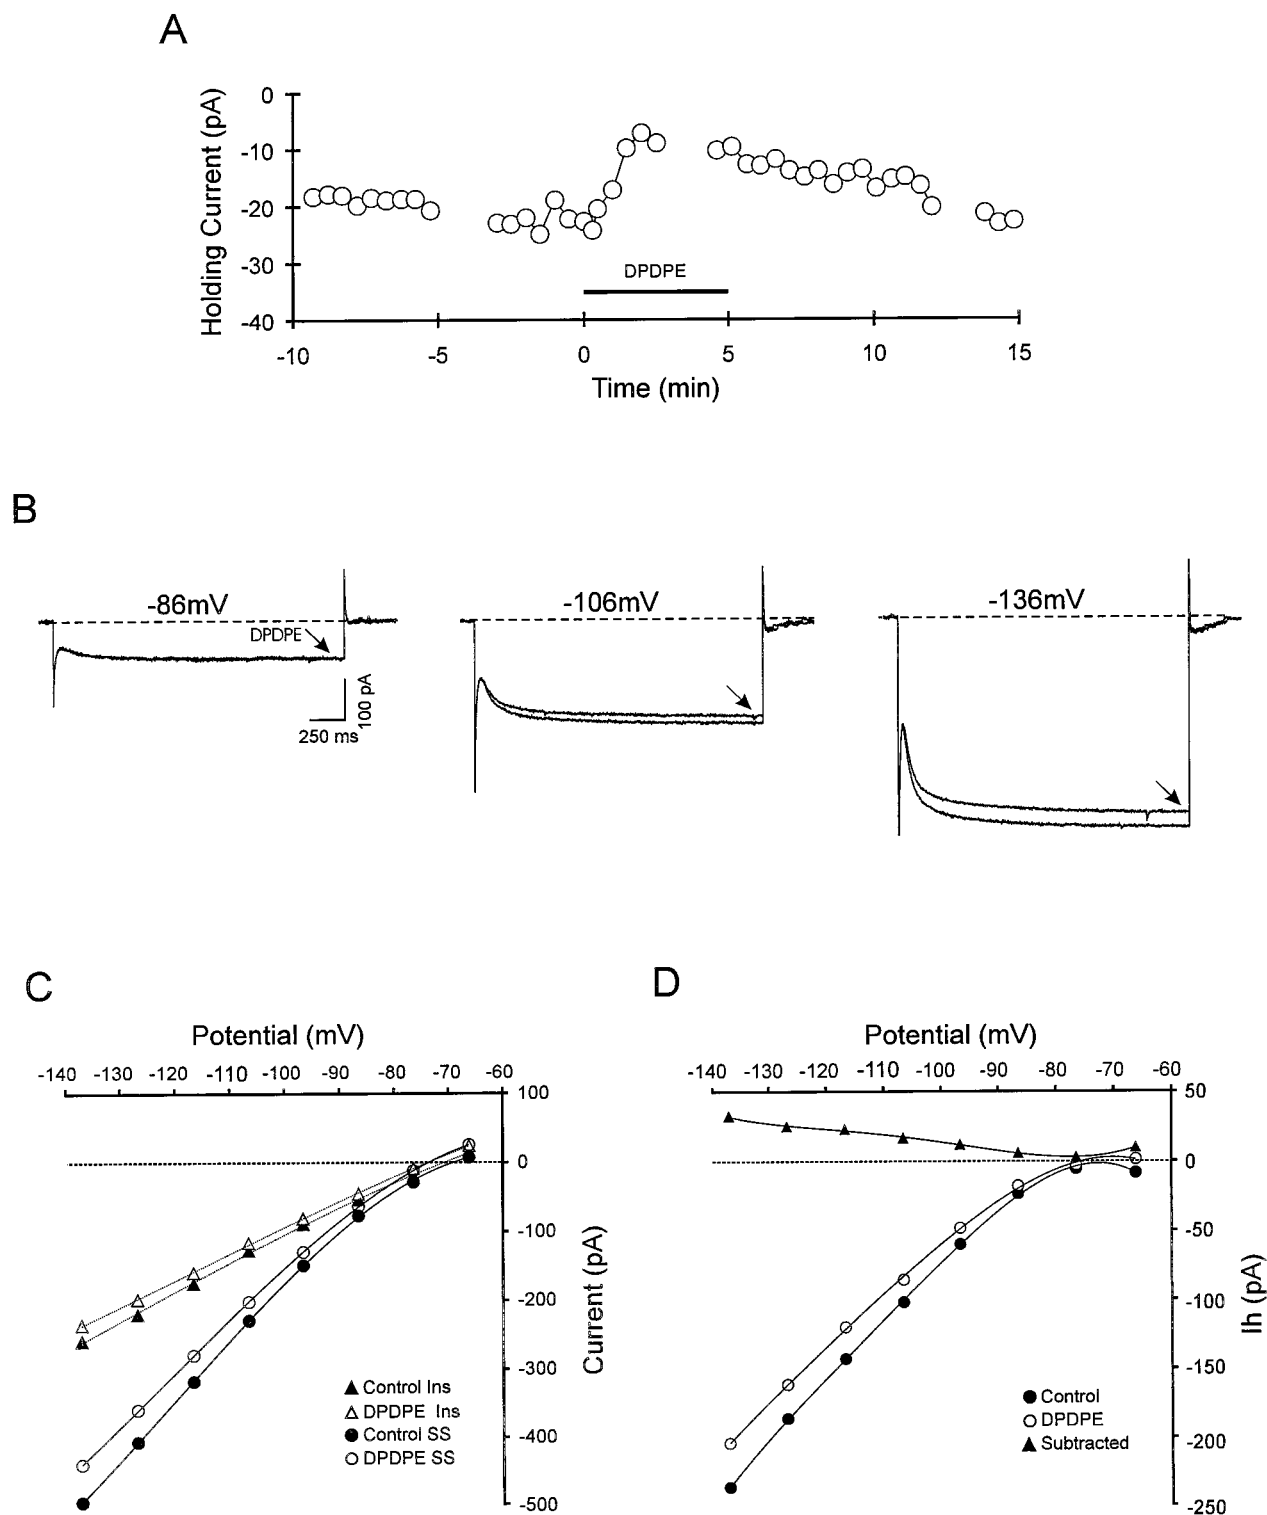 A
Holding Current (pA)
0
-10
-20
-30
-40
DPDPE
-10 -5 0 5 10 15
Time (min)
B
-86mV
DPDPE
100 pA
250 ms
-106mV
-136mV
C
Potential (mV)
-140 -130 -120 -110 -100 -90 -80 -70 -60
100
0
-100
-200
-300
-400
-500
Current (pA)
Control Ins
DPDPE Ins
Control SS
DPDPE SS
D
Potential (mV)
-140 -130 -120 -110 -100 -90 -80 -70 -60
50
0
-50
-100
-150
-200
-250
Ih (pA)
Control
DPDPE
Subtracted